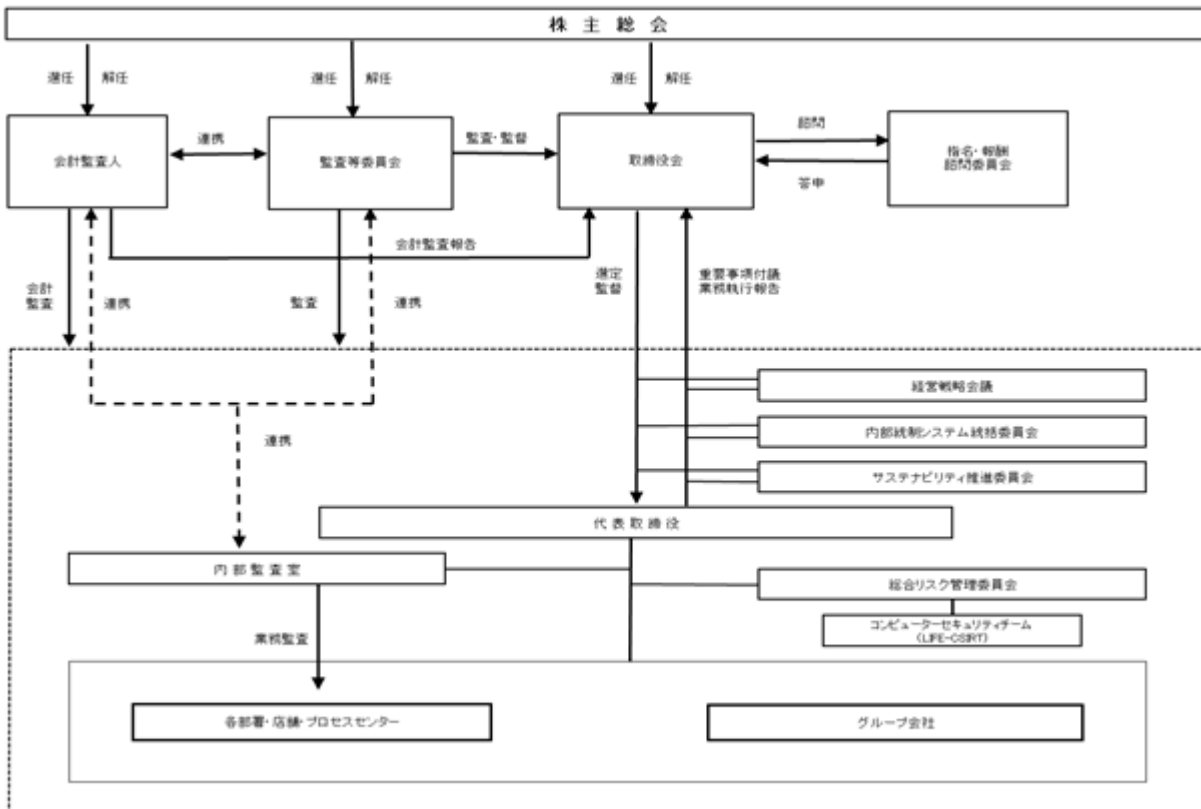 株 主 総 会
選任
解任
選任
解任
選任
解任
会計監査人
連携
監査等委員会
監査・監督
取締役会
諮問
答申
指名・報酬
諮問委員会
会計監査報告
会計
監査
連携
監査
連携
選定
監督
重要事項付議
業務執行報告
経営戦略会議
内部統制システム統括委員会
サステナビリティ推進委員会
連携
代 表 取 締 役
内 部 監 査 室
総合リスク管理委員会
コンピューターセキュリティチーム
(LIFE-CSIRT)
業務監査
各部署・店舗・プロセスセンター
グループ会社